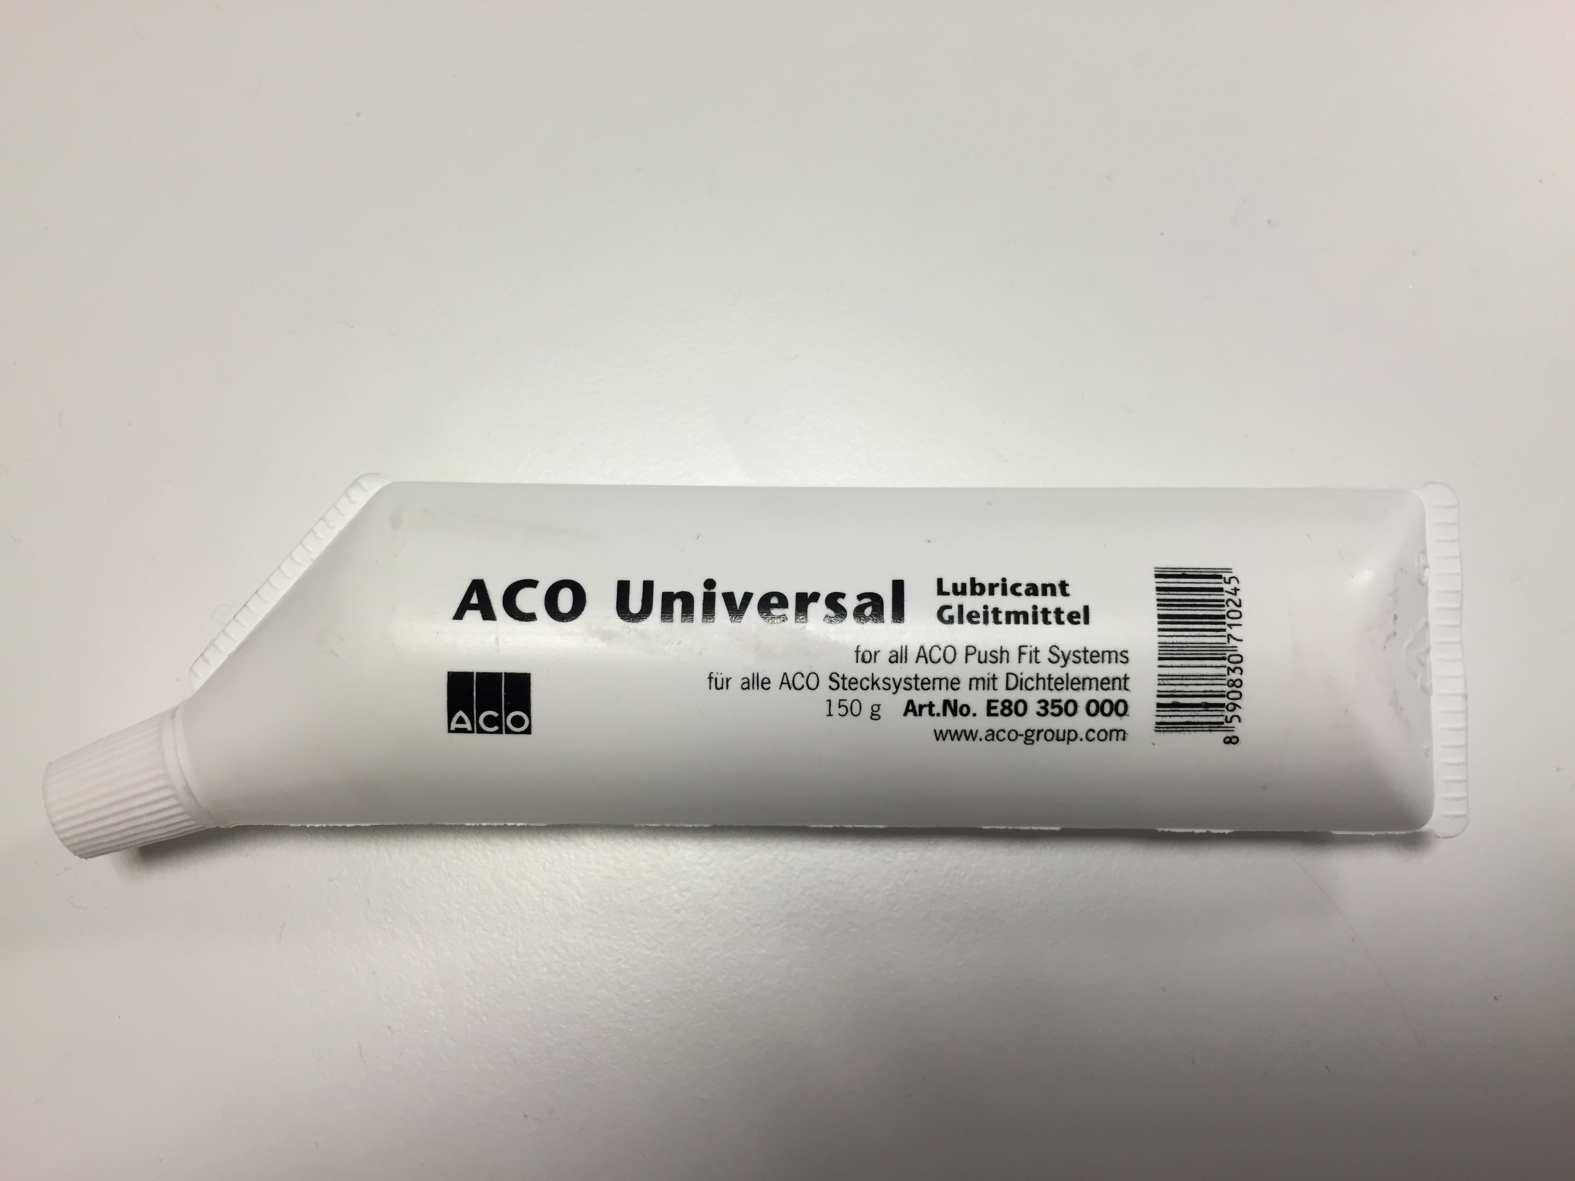 ACO Universal
Lubricant
Gleitmittel
for all ACO Push Fit Systems
für alle ACO Stecksysteme mit Dichtelement
150 g Art.No. E80 350 000
www.aco-group.com
ACO
8 590830 710245